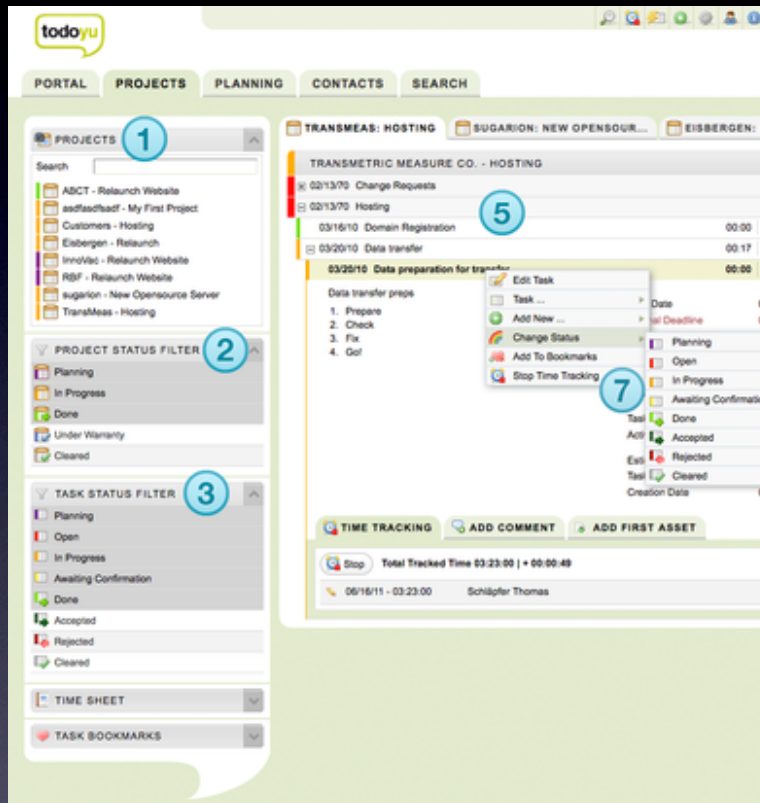 todoyu
PORTAL PROJECTS PLANNING CONTACTS SEARCH
PROJECTS 1
Search
ABCT - Relaunch Website
asdfasdfsadf - My First Project
Customers - Hosting
Eisbergen - Relaunch
InnoVac - Relaunch Website
RBF - Relaunch Website
sugarion - New Opensource Server
TransMeas - Hosting
PROJECT STATUS FILTER 2
Planning
In Progress
Done
Under Warranty
Cleared
TASK STATUS FILTER 3
Planning
Open
In Progress
Awaiting Confirmation
Done
Accepted
Rejected
Cleared
TIME SHEET
TASK BOOKMARKS
TRANSMEAS: HOSTING SUGARION: NEW OPENSOUR... EISBERGEN:
TRANSMETRIC MEASURE CO. - HOSTING
02/13/70 Change Requests
02/13/70 Hosting
5
03/16/10 Domain Registration 00:00
03/20/10 Data transfer 00:17
03/20/10 Data preparation for transfer 00:00
Data transfer preps
1. Prepare
2. Check
3. Fix
4. Go!
Edit Task
Task ...
Add New ...
Change Status
Add To Bookmarks
Stop Time Tracking
7
Date
al Deadline
Planning
Open
In Progress
Awaiting Confirmatio
Done
Accepted
Rejected
Cleared
Creation Date
TIME TRACKING ADD COMMENT ADD FIRST ASSET
Stop Total Tracked Time 03:23:00 | + 00:00:49
06/16/11 - 03:23:00 Schläpfer Thomas